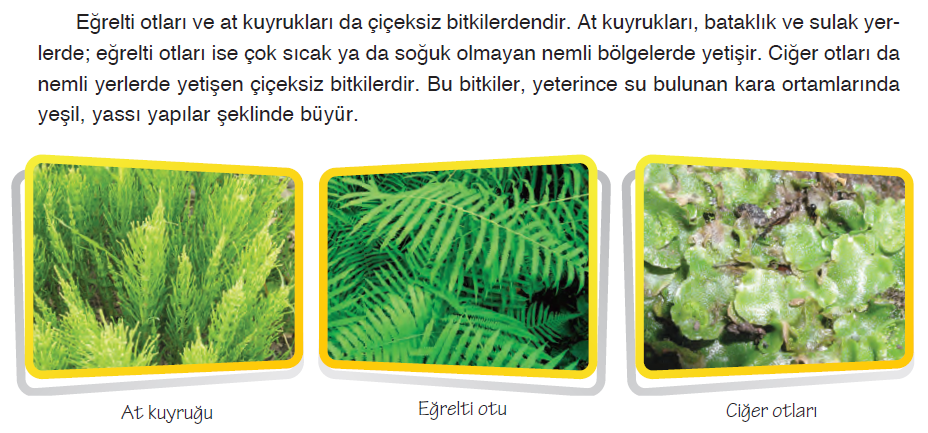 Eğrelti otları ve at kuyrukları da çiçeksiz bitkilerdendir. At kuyrukları, bataklık ve sulak yer-
lerde; eğrelti otları ise çok sıcak ya da soğuk olmayan nemli bölgelerde yetişir. Ciğer otları da
nemli yerlerde yetişen çiçeksiz bitkilerdir. Bu bitkiler, yeterince su bulunan kara ortamlarında
yeşil, yassı yapılar şeklinde büyür.
At kuyruğu
Eğrelti otu
Ciğer otları